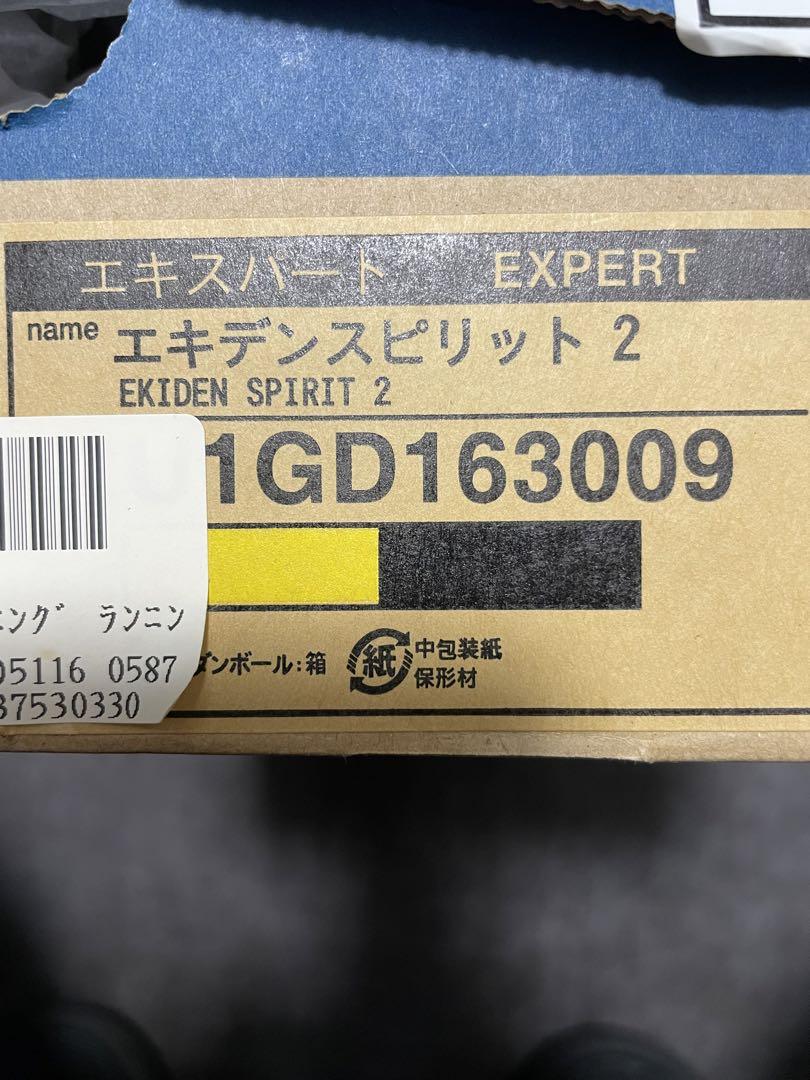 エキスパート EXPERT
name エキデンスピリット 2
EKIDEN SPIRIT 2
1GD163009
ニング ランニン
05116 0587
37530330
ダンボール:箱
紙
中包装紙
保形材